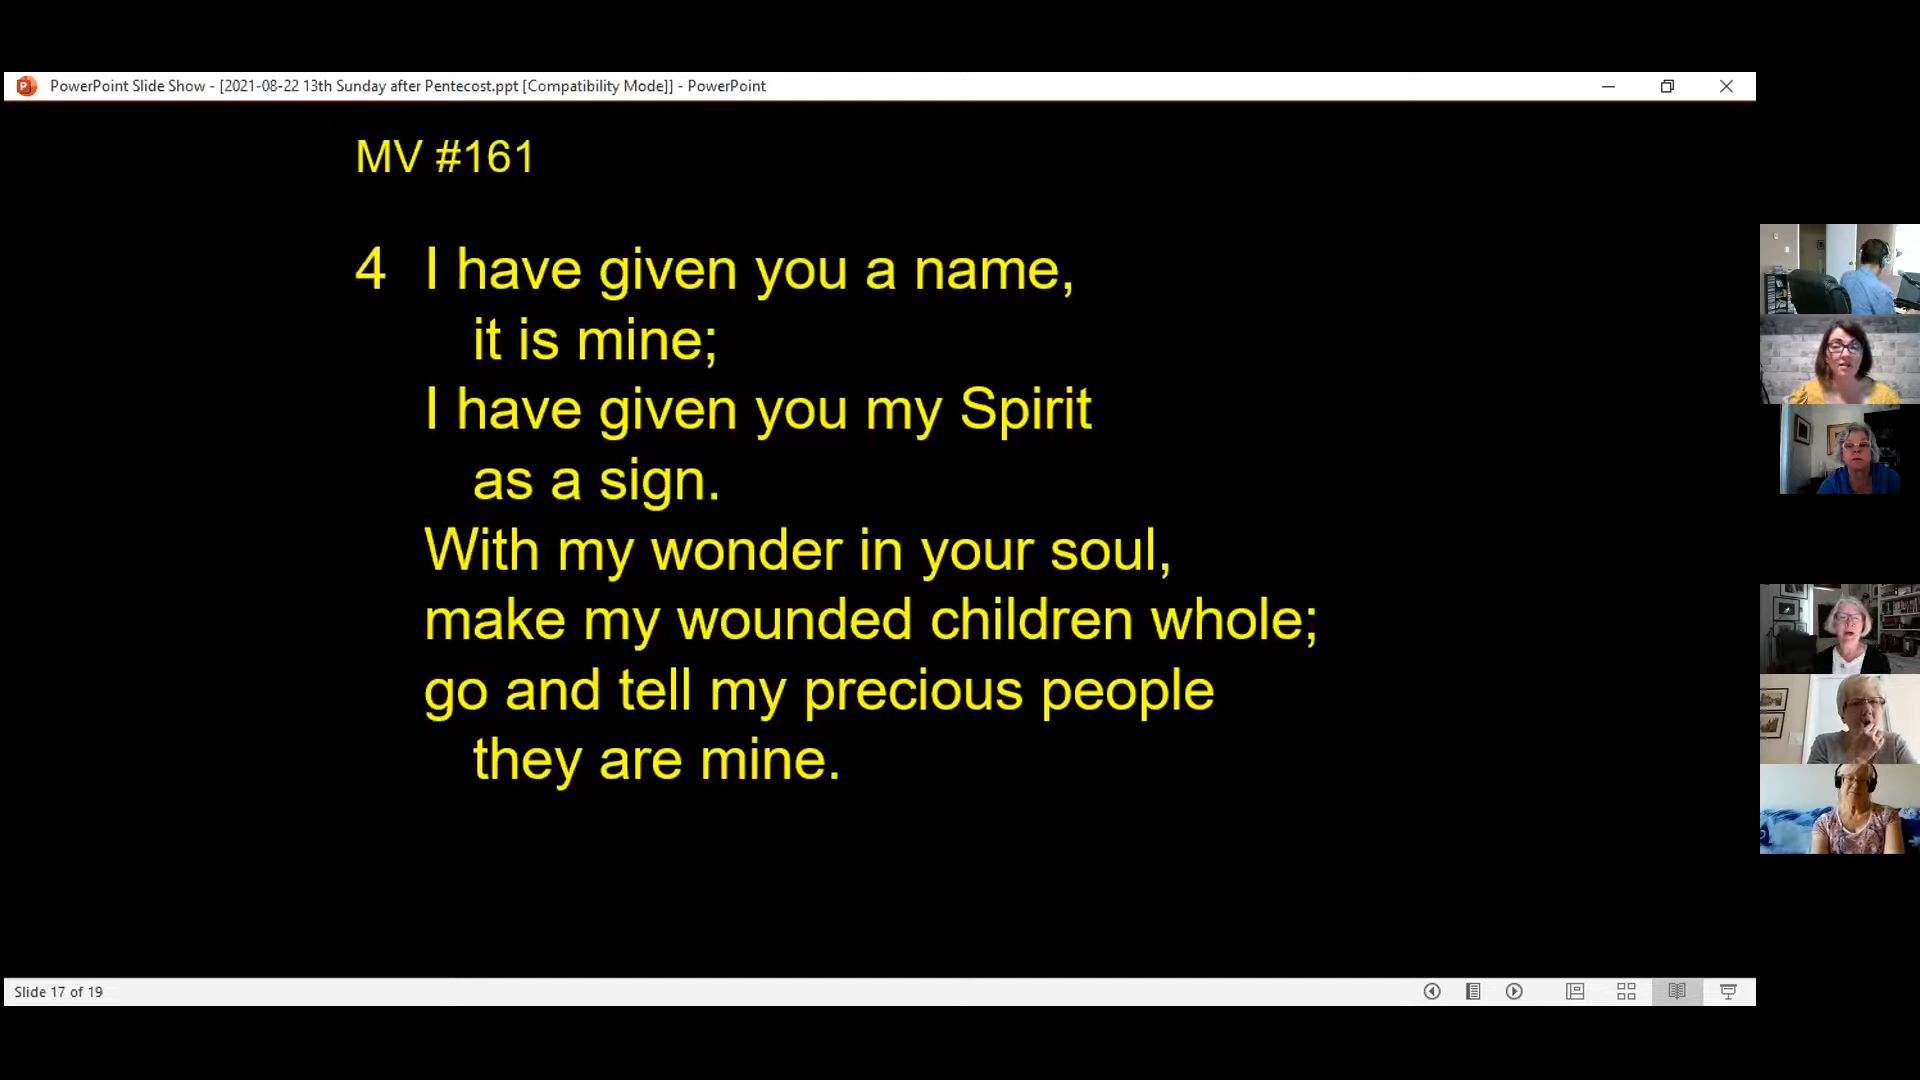 PowerPoint Slide Show - [2021-08-22 13th Sunday after Pentecost.ppt [Compatibility Mode]] - PowerPoint
MV #161
4 I have given you a name,
it is mine;
I have given you my Spirit
as a sign.
With my wonder in your soul,
make my wounded children whole;
go and tell my precious people
they are mine.
Slide 17 of 19